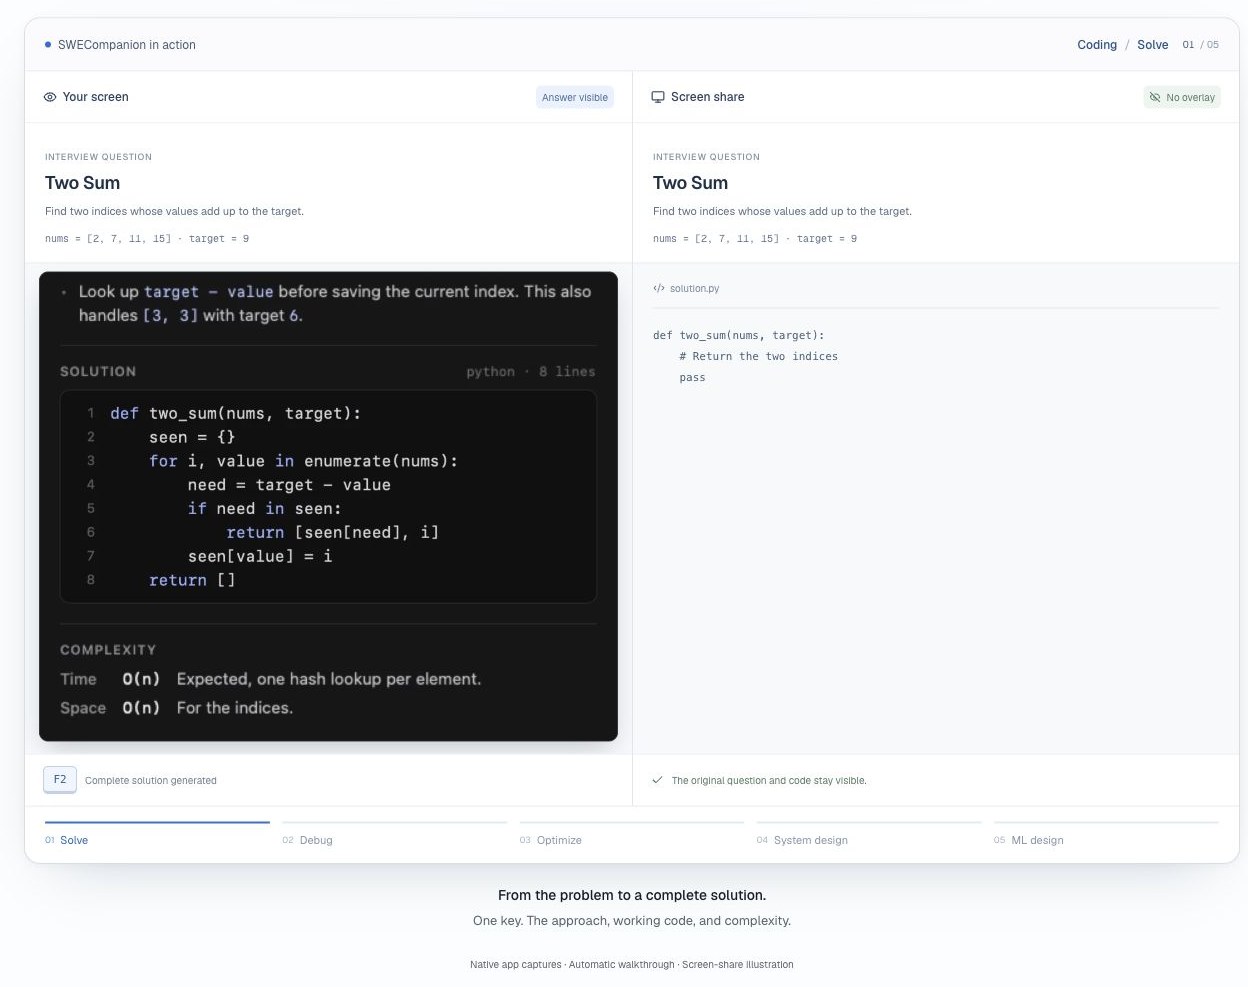 SWECompanion in action
Coding / Solve 01 / 05
Your screen
Answer visible
INTERVIEW QUESTION
Two Sum
Find two indices whose values add up to the target.
nums = [2, 7, 11, 15] · target = 9
• Look up target − value before saving the current index. This also
handles [3, 3] with target 6.
SOLUTION
python · 8 lines
1 def two_sum(nums, target):
2     seen = {}
3     for i, value in enumerate(nums):
4         need = target − value
5         if need in seen:
6             return [seen[need], i]
7         seen[value] = i
8     return []
COMPLEXITY
Time O(n) Expected, one hash lookup per element.
Space O(n) For the indices.
F2 Complete solution generated
Screen share
No overlay
INTERVIEW QUESTION
Two Sum
Find two indices whose values add up to the target.
nums = [2, 7, 11, 15] · target = 9
</> solution.py
def two_sum(nums, target):
    # Return the two indices
    pass
The original question and code stay visible.
01 Solve
02 Debug
03 Optimize
04 System design
05 ML design
From the problem to a complete solution.
One key. The approach, working code, and complexity.
Native app captures · Automatic walkthrough · Screen-share illustration